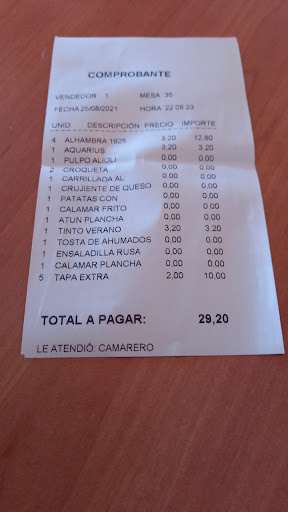 COMPROBANTE
VENDEDOR 1 MESA 35
FECHA 25/08/2021 HORA 22:08:23
UNID. DESCRIPCIÓN PRECIO IMPORTE
4 ALHAMBRA 1925 3,20 12,80
1 AQUARIUS 3,20 3,20
1 PULPO ALIOLI 0,00 0,00
2 CROQUETA 0,00 0,00
1 CARRILLADA AL 0,00 0,00
1 CRUJIENTE DE QUESO 0,00 0,00
1 PATATAS CON 0,00 0,00
1 CALAMAR FRITO 0,00 0,00
1 ATUN PLANCHA 0,00 0,00
1 TINTO VERANO 3,20 3,20
1 TOSTA DE AHUMADOS 0,00 0,00
1 ENSALADILLA RUSA 0,00 0,00
1 CALAMAR PLANCHA 0,00 0,00
5 TAPA EXTRA 2,00 10,00
TOTAL A PAGAR: 29,20
LE ATENDIÓ: CAMARERO